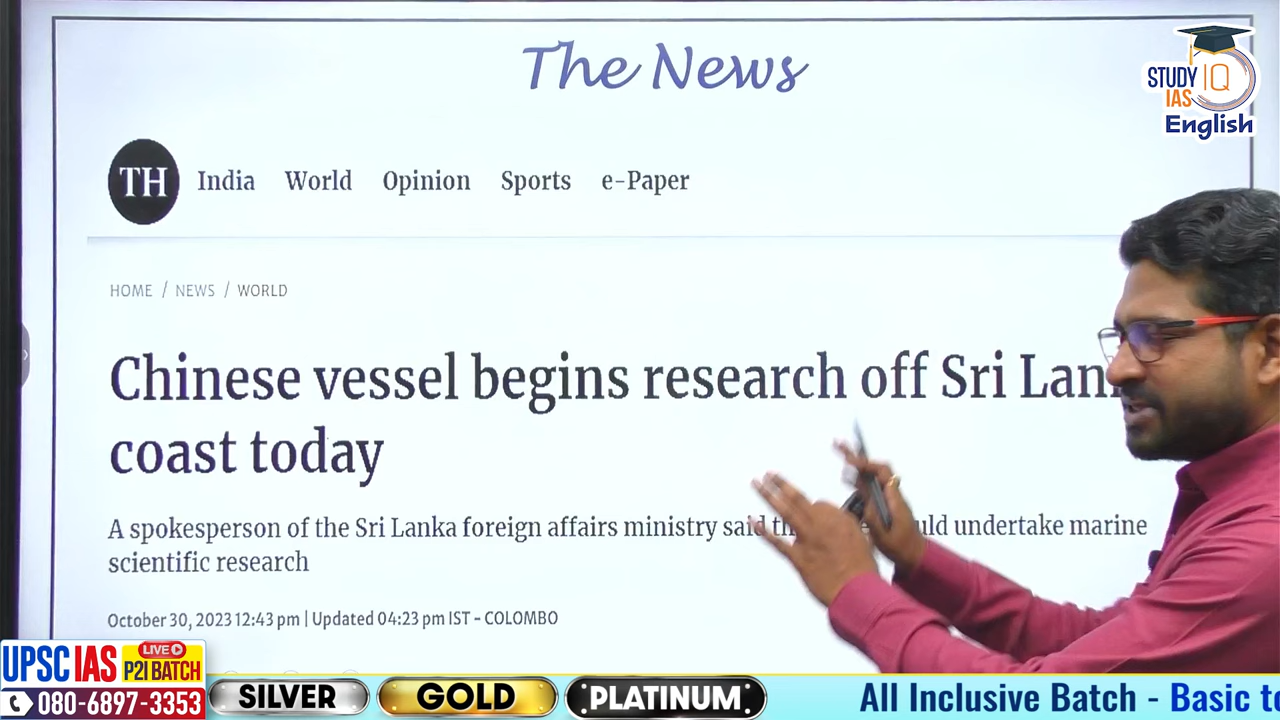 The News
STUDY IQ
IAS
English
TH India World Opinion Sports e-Paper
HOME / NEWS / WORLD
Chinese vessel begins research off Sri Lan
coast today
A spokesperson of the Sri Lanka foreign affairs ministry said undertake marine
scientific research
October 30, 2023 12:43 pm | Updated 04:23 pm IST - COLOMBO
UPSC IAS LIVE P2I BATCH
080-6897-3353
SILVER GOLD PLATINUM All Inclusive Batch - Basic to